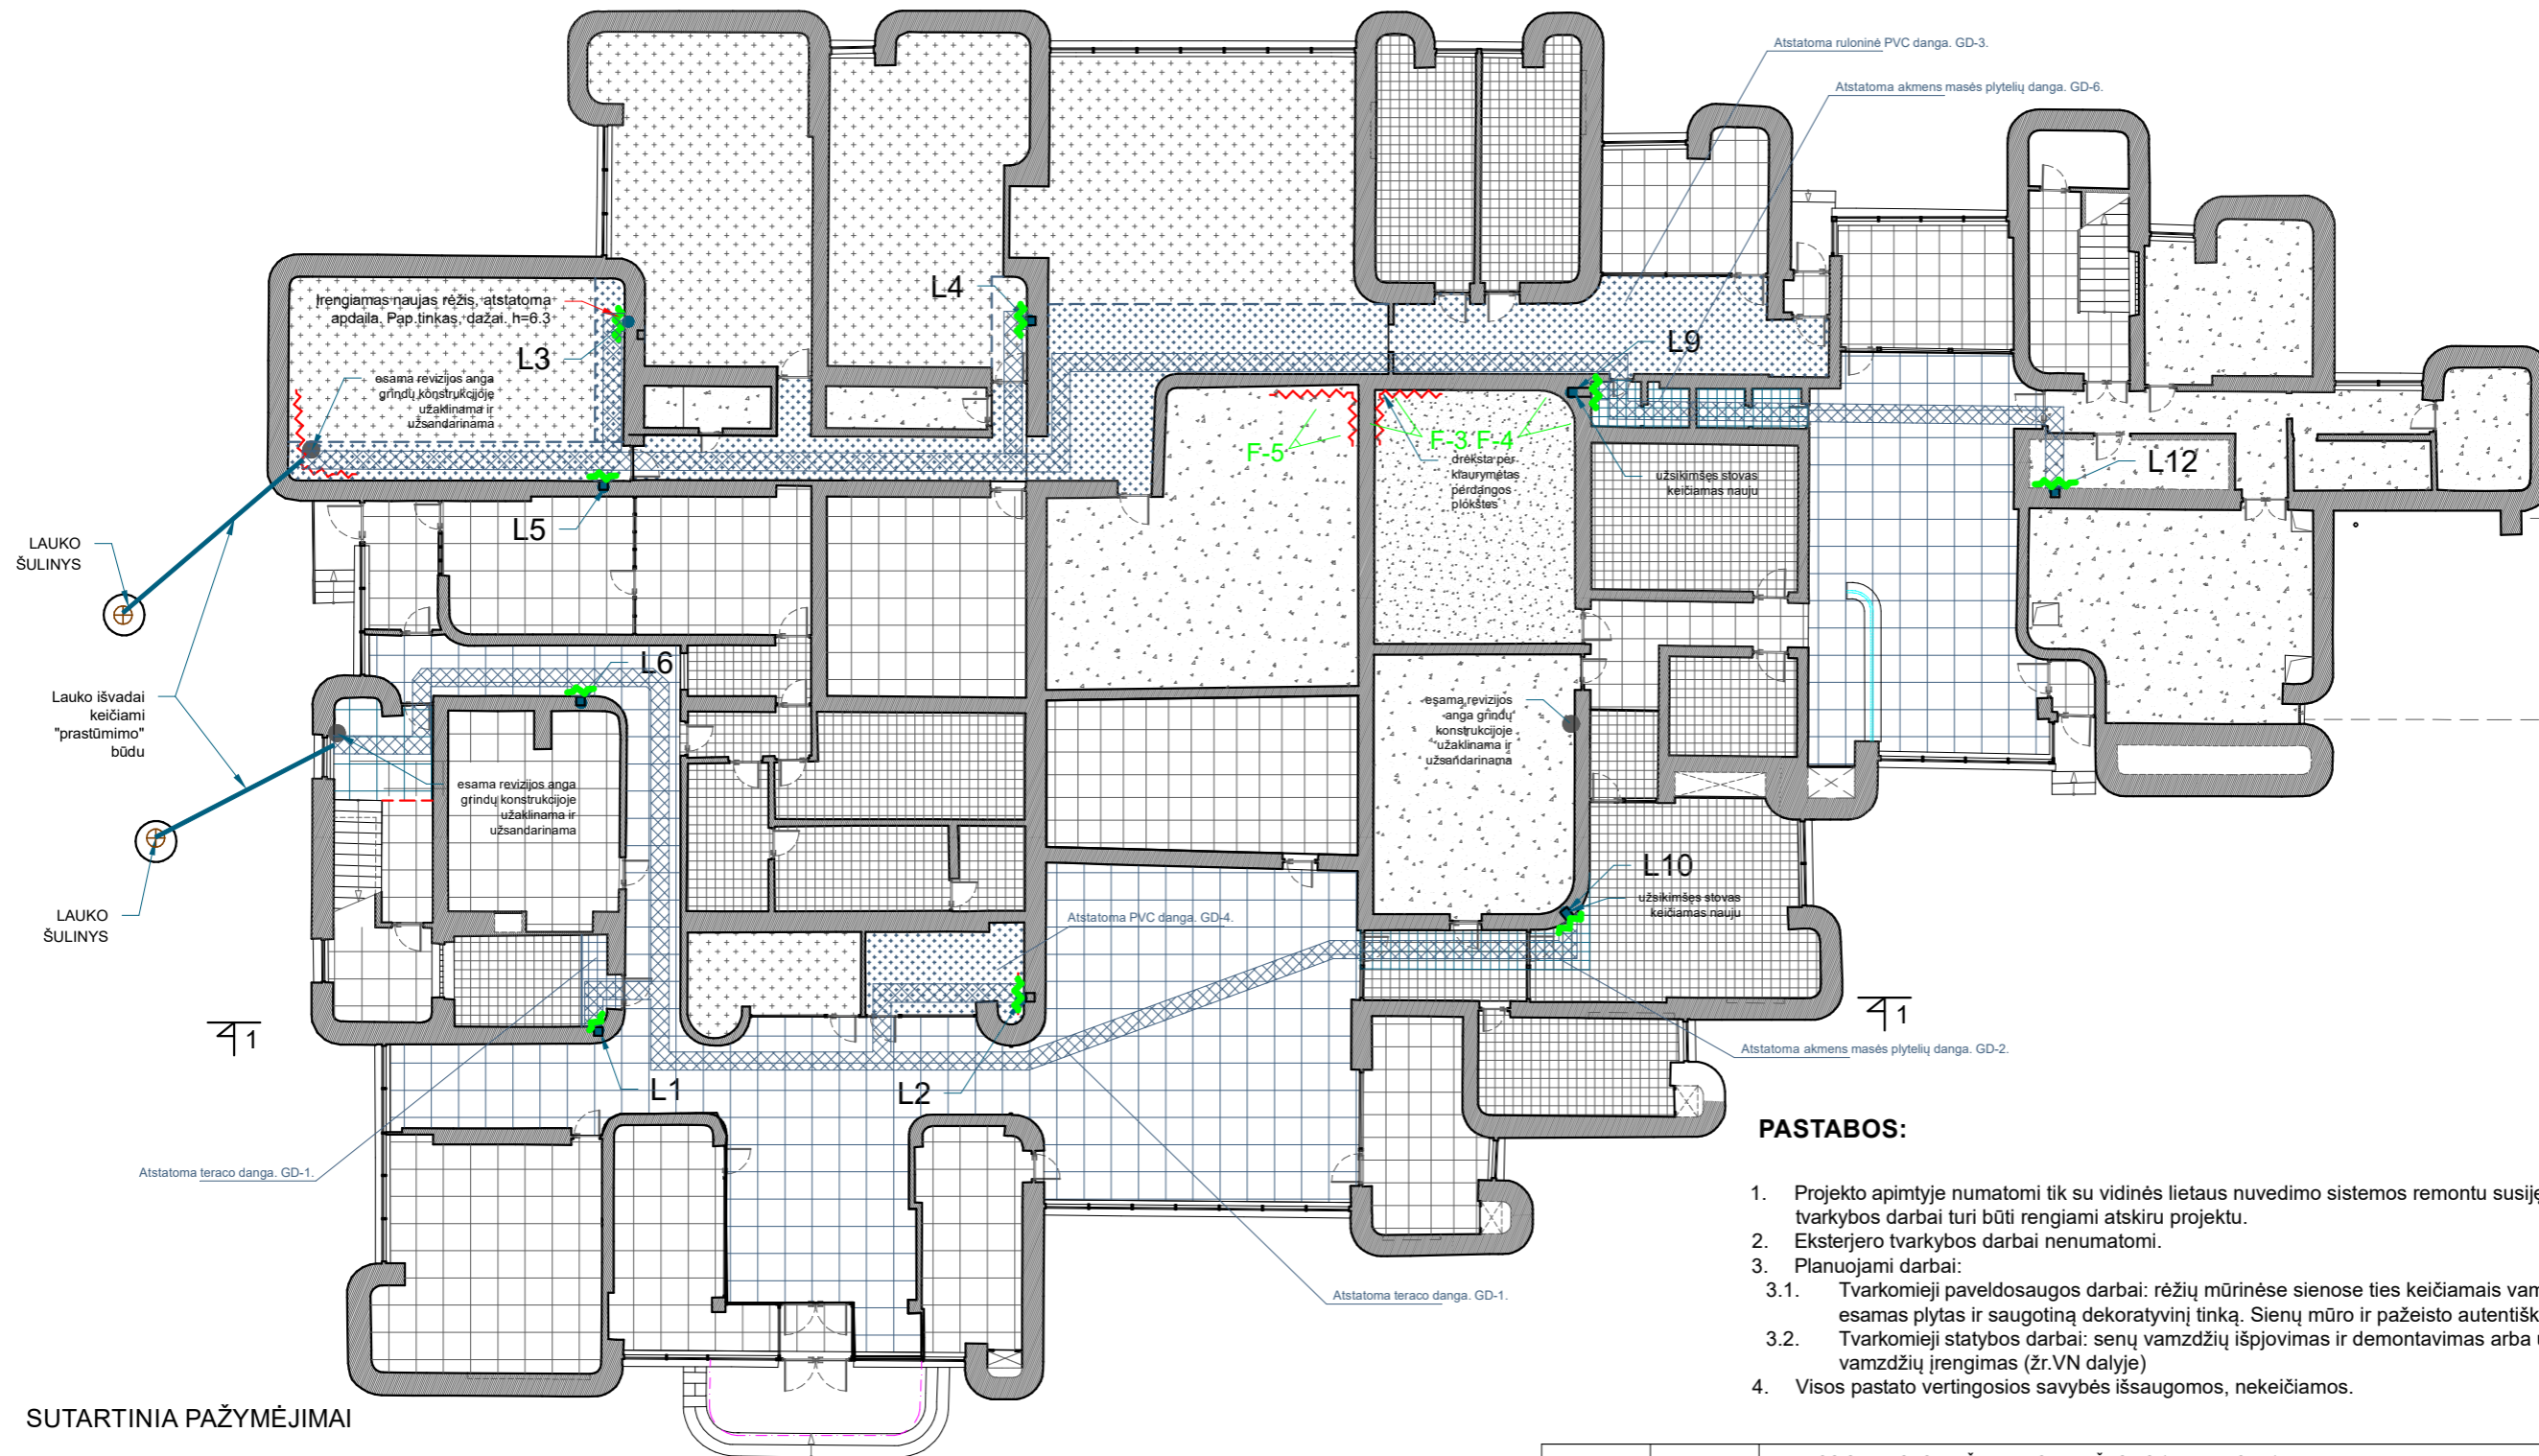 Atstatoma ruloninė PVC danga. GD-3.
Atstatoma akmens masės plytelių danga. GD-6.
L4
Įrengiamas naujas rėžis, atstatoma
apdaila. Pap.tinkas, dažai. h=6.3
L3
L9
esama revizijos anga
grindų konstrukcijoje
užaklinama ir
užsandarinama
F-5
F-3
F-4
drėksta per
kiaurymėtas
perdangos
plokštes
užsikimšęs stovas
keičiamas nauju
L12
L5
LAUKO
ŠULINYS
L6
Lauko išvadai
keičiami
"prastūmimo"
būdu
esama revizijos
anga grindų
konstrukcijoje
užaklinama ir
užsandarinama
esama revizijos anga
grindų konstrukcijoje
užaklinama ir
užsandarinama
L10
užsikimšęs stovas
keičiamas nauju
LAUKO
ŠULINYS
Atstatoma PVC danga. GD-4.
1
1
Atstatoma akmens masės plytelių danga. GD-2.
L1
L2
Atstatoma teraco danga. GD-1.
Atstatoma teraco danga. GD-1.
PASTABOS:
1. Projekto apimtyje numatomi tik su vidinės lietaus nuvedimo sistemos remontu susiję
tvarkybos darbai turi būti rengiami atskiru projektu.
2. Eksterjero tvarkybos darbai nenumatomi.
3. Planuojami darbai:
3.1. Tvarkomieji paveldosaugos darbai: rėžių mūrinėse sienose ties keičiamais
esamas plytas ir saugotiną dekoratyvinį tinką. Sienų mūro ir pažeisto
3.2. Tvarkomieji statybos darbai: senų vamzdžių išpjovimas ir demontavimas arba
vamzdžių įrengimas (žr.VN dalyje)
4. Visos pastato vertingosios savybės išsaugomos, nekeičiamos.
SUTARTINIA PAŽYMĖJIMAI